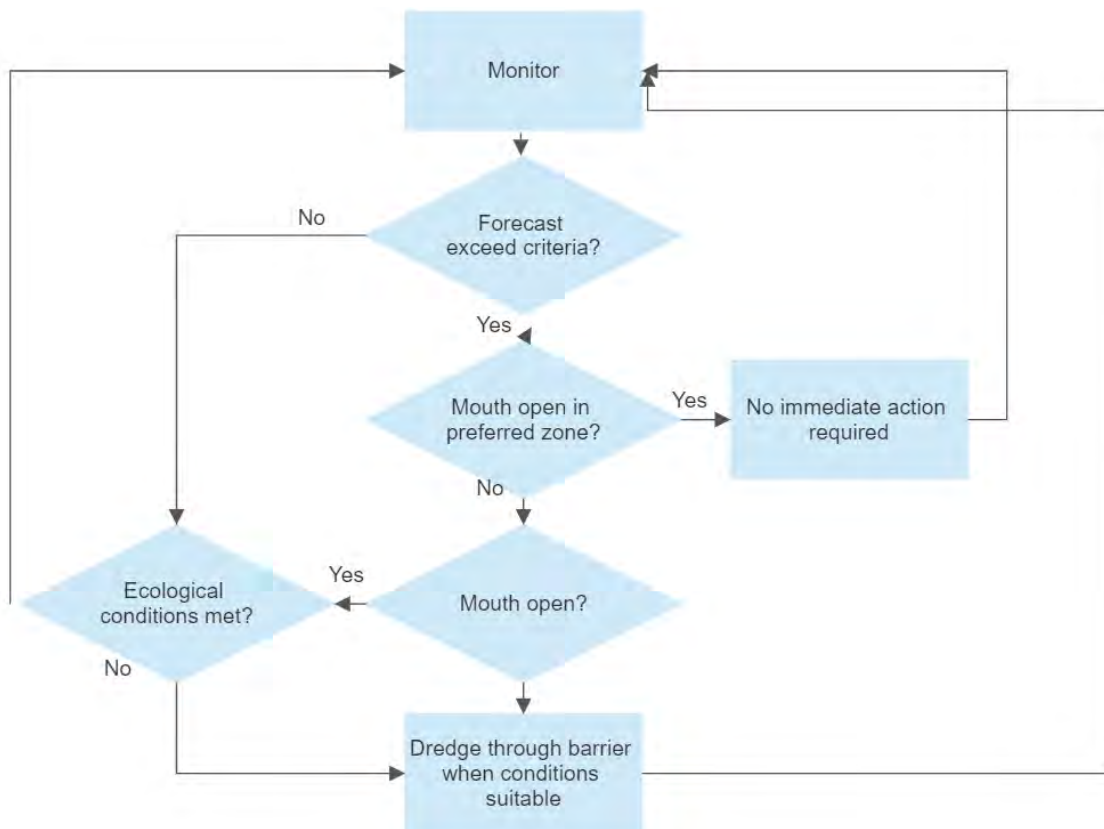 Monitor
No
Forecast
exceed criteria?
Yes
Mouth open in
preferred zone?
Yes
No immediate action
required
No
Ecological
conditions met?
Yes
Mouth open?
No
Dredge through barrier
when conditions
suitable